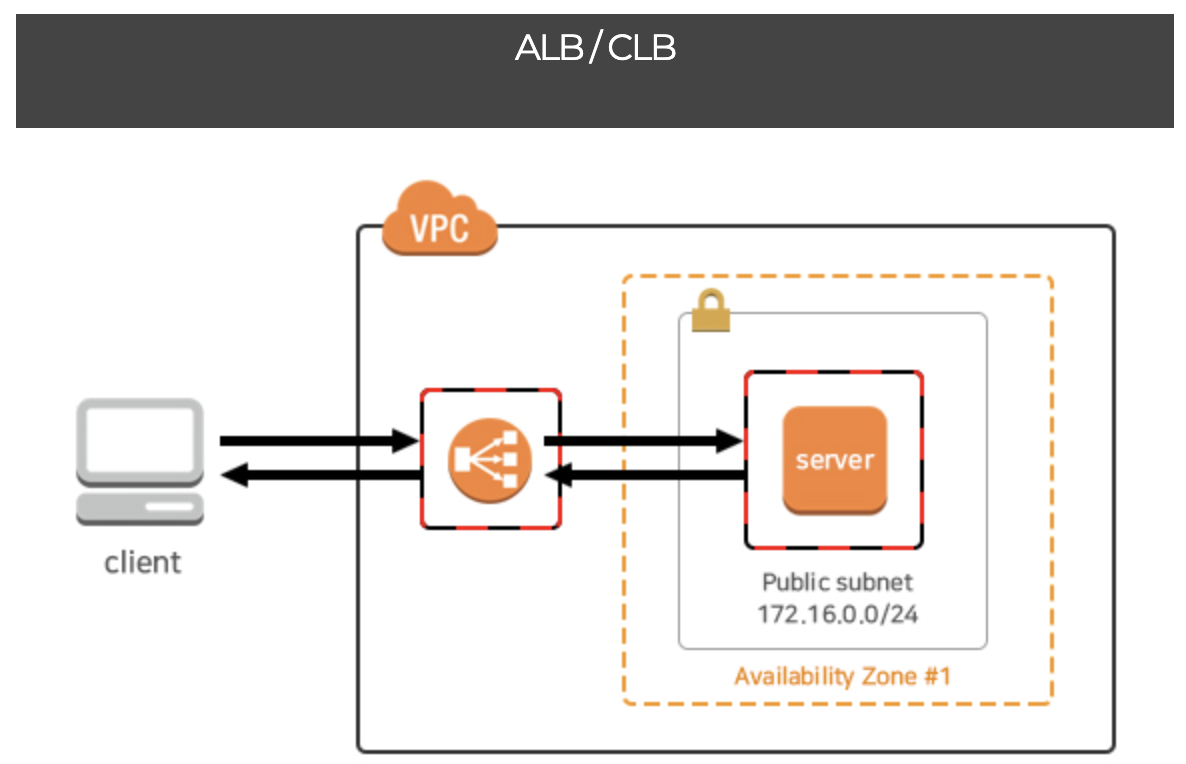 ALB / CLB
VPC
server
client
Public subnet
172.16.0.0/24
Availability Zone #1